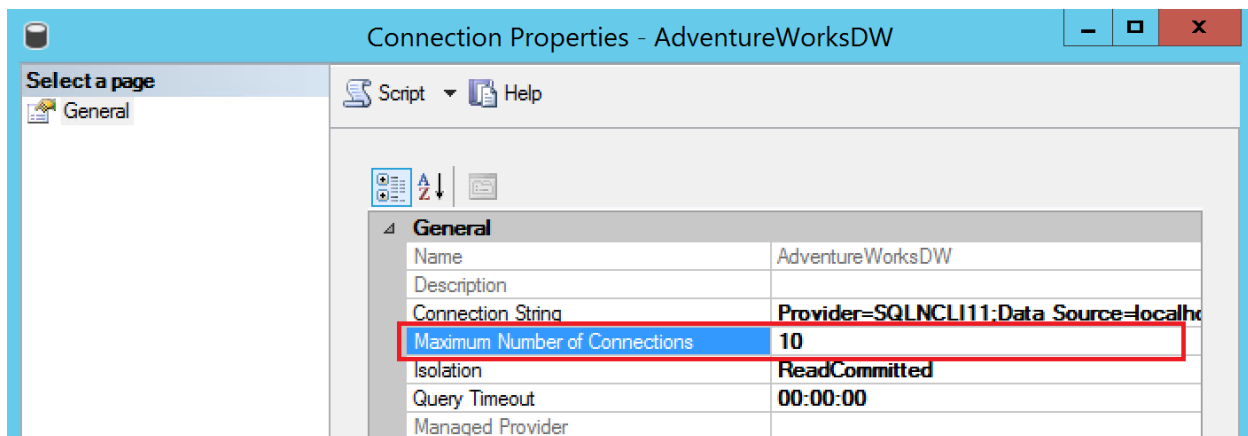 Connection Properties - AdventureWorksDW
Select a page
General
Script Help
General
Name AdventureWorksDW
Description
Connection String Provider=SQLNCLI11;Data Source=localho
Maximum Number of Connections 10
Isolation ReadCommitted
Query Timeout 00:00:00
Managed Provider